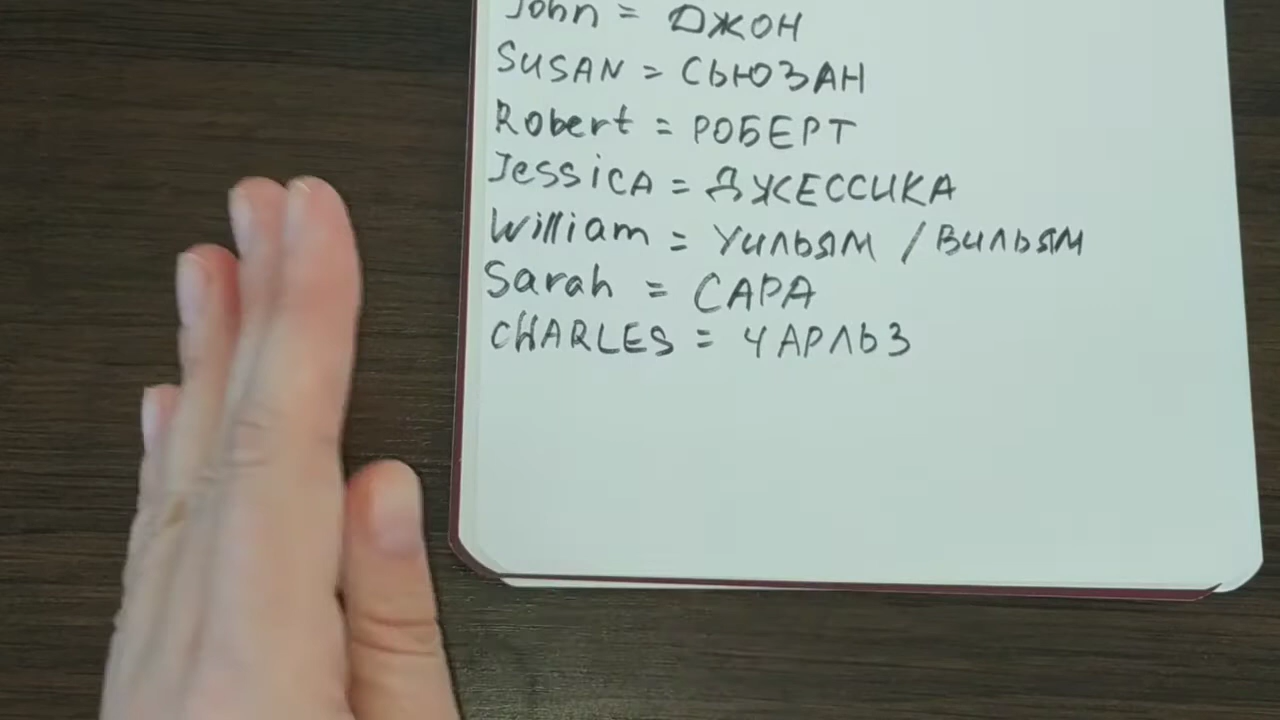 John = ДЖОН
SUSAN = СЬЮЗАН
Robert = РОБЕРТ
Jessica = ДЖЕССИКА
William = УИЛЬЯМ / ВИЛЬЯМ
Sarah = САРА
CHARLES = ЧАРЛЬЗ